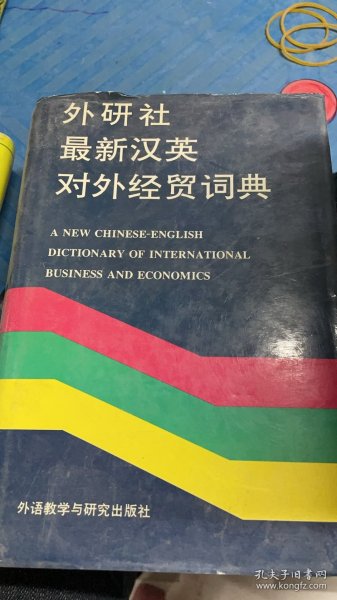 外研社
最新汉英
对外经贸词典
A NEW CHINESE-ENGLISH
DICTIONARY OF INTERNATIONAL
BUSINESS AND ECONOMICS
外语教学与研究出版社
孔夫子旧书网
www.kongfz.com